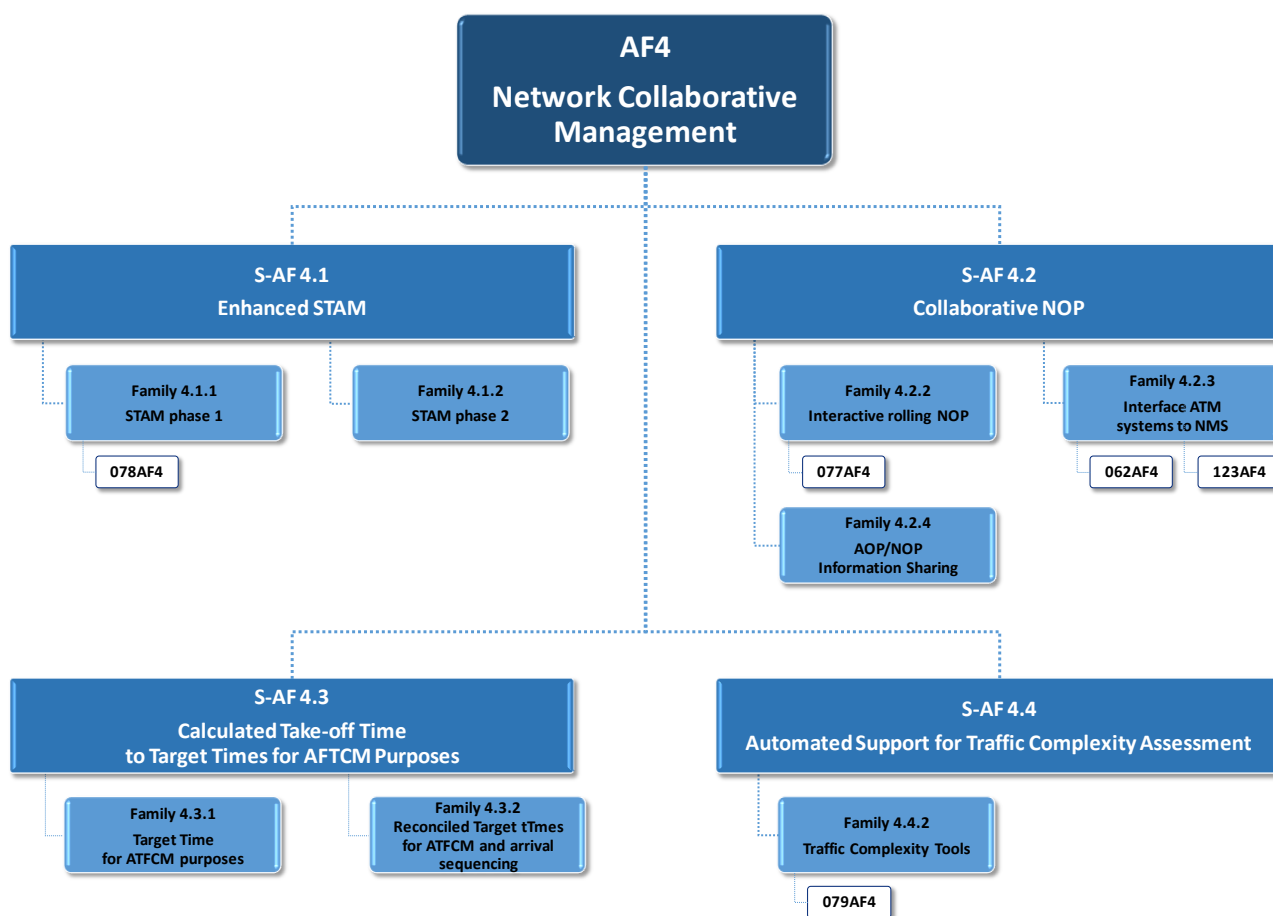 AF4
Network Collaborative
Management
S-AF 4.1
Enhanced STAM
S-AF 4.2
Collaborative NOP
Family 4.1.1
STAM phase 1
Family 4.1.2
STAM phase 2
Family 4.2.2
Interactive rolling NOP
Family 4.2.3
Interface ATM
systems to NMS
078AF4
077AF4
062AF4
123AF4
Family 4.2.4
AOP/NOP
Information Sharing
S-AF 4.3
Calculated Take-off Time
to Target Times for AFTCM Purposes
S-AF 4.4
Automated Support for Traffic Complexity Assessment
Family 4.3.1
Target Time
for ATFCM purposes
Family 4.3.2
Reconciled Target tTmes
for ATFCM and arrival
sequencing
Family 4.4.2
Traffic Complexity Tools
079AF4